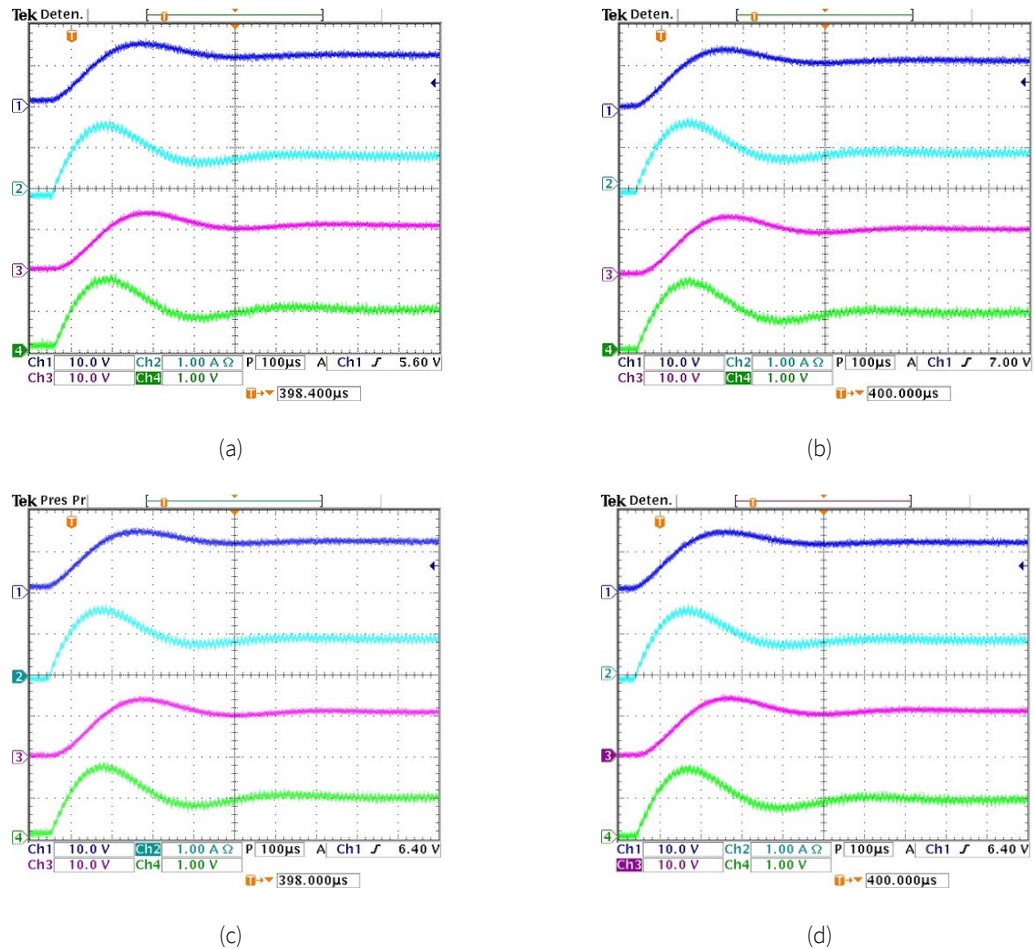 Tek Deten.
T
T
1
2
3
4
Ch1 10.0 V Ch2 1.00 A Ω P 100µs A Ch1 ƒ 5.60 V
Ch3 10.0 V Ch4 1.00 V
T→▼ 398.400µs
(a)
Tek Deten.
T
T
1
2
3
4
Ch1 10.0 V Ch2 1.00 A Ω P 100µs A Ch1 ƒ 7.00 V
Ch3 10.0 V Ch4 1.00 V
T→▼ 400.000µs
(b)
Tek Pres Pr
T
T
1
2
3
4
Ch1 10.0 V Ch2 1.00 A Ω P 100µs A Ch1 ƒ 6.40 V
Ch3 10.0 V Ch4 1.00 V
T→▼ 398.000µs
(c)
Tek Deten.
T
T
1
2
3
4
Ch1 10.0 V Ch2 1.00 A Ω P 100µs A Ch1 ƒ 6.40 V
Ch3 10.0 V Ch4 1.00 V
T→▼ 400.000µs
(d)